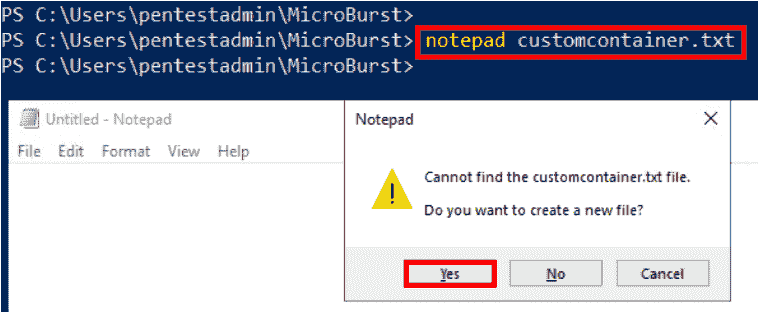 PS C:\Users\pentestadmin\MicroBurst>
PS C:\Users\pentestadmin\MicroBurst> notepad customcontainer.txt
PS C:\Users\pentestadmin\MicroBurst>
Untitled - Notepad
File Edit Format View Help
Notepad
Cannot find the customcontainer.txt file.
Do you want to create a new file?
Yes No Cancel